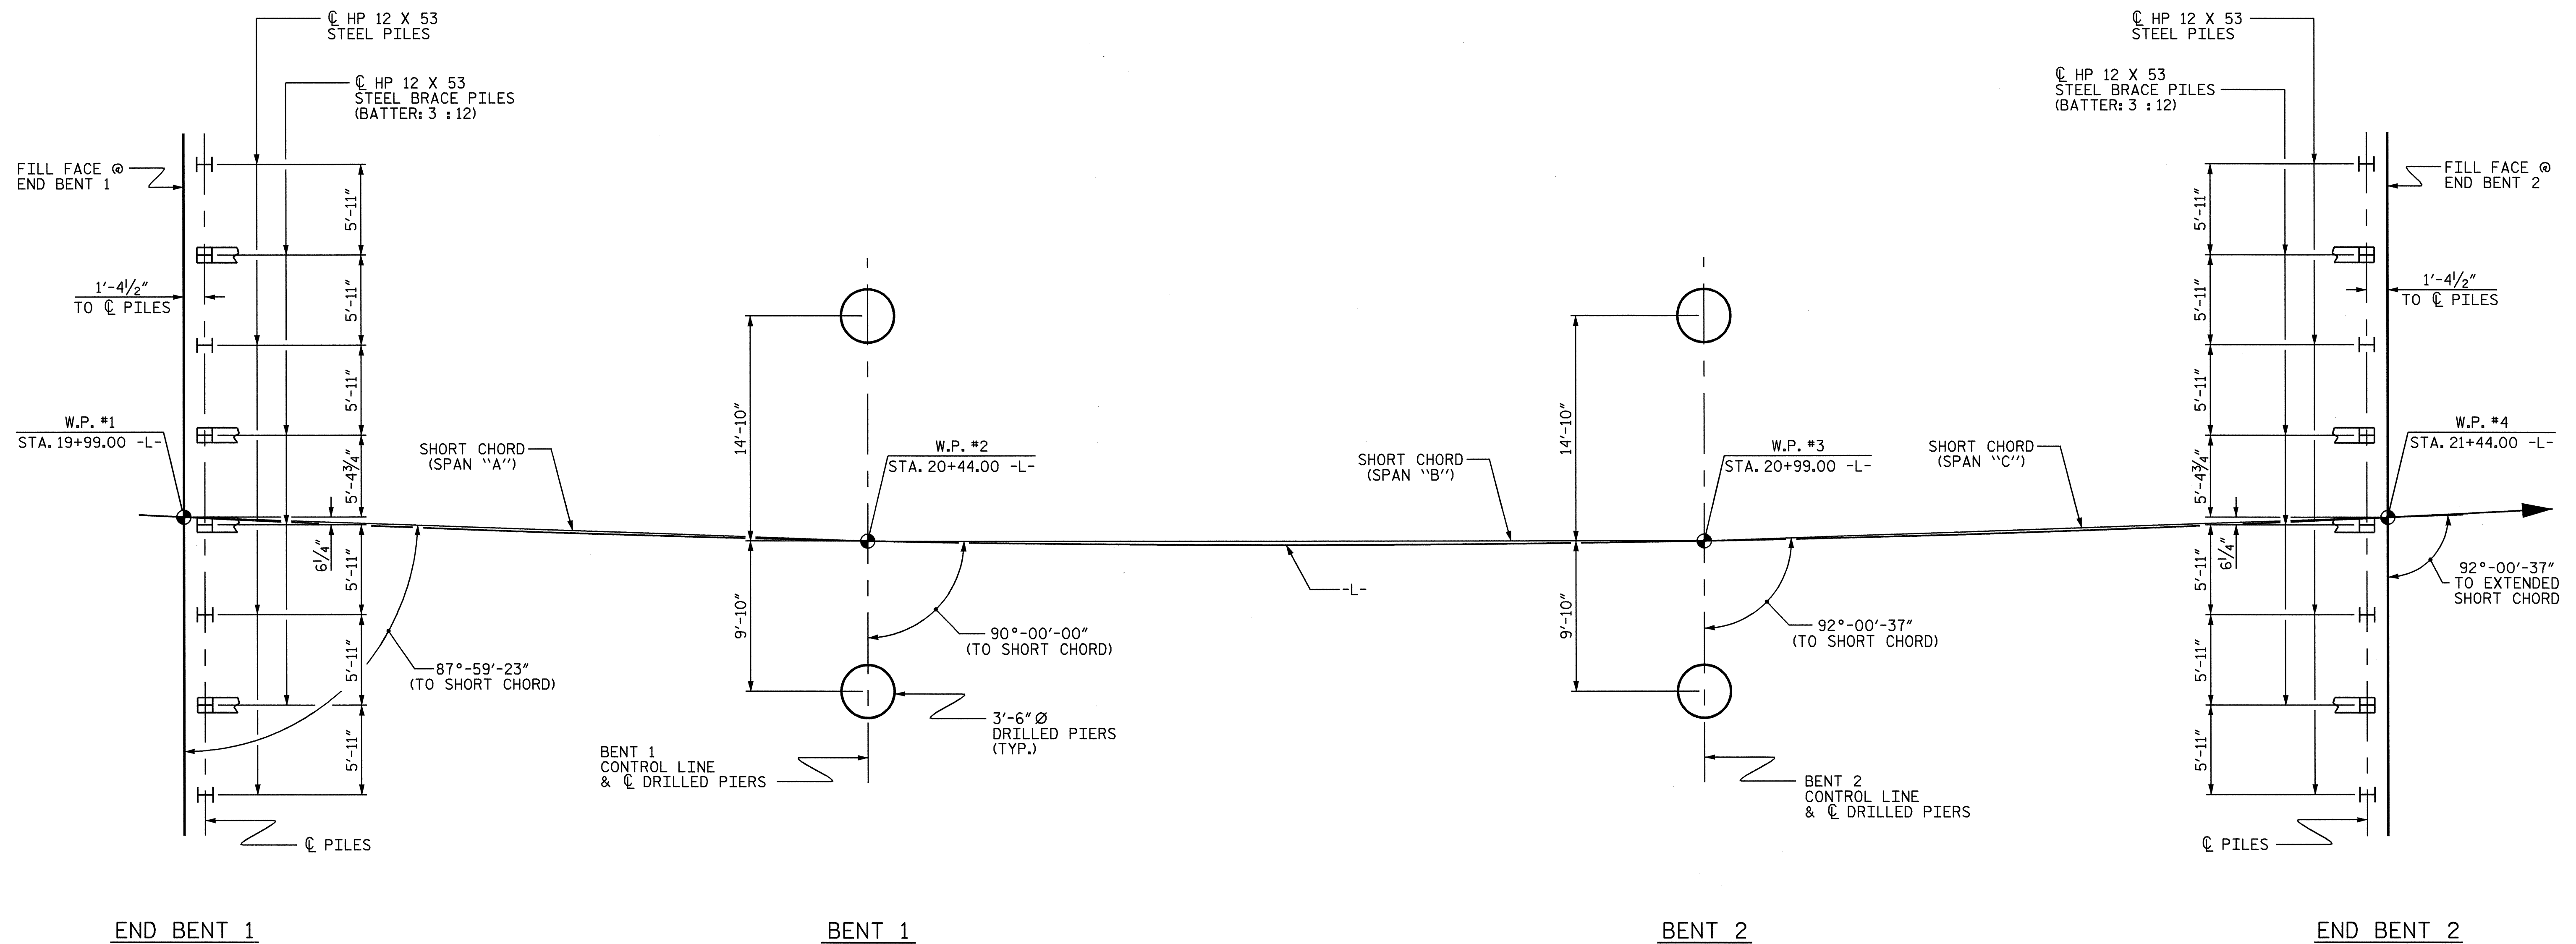 ℄ HP 12 X 53
STEEL PILES
℄ HP 12 X 53
STEEL BRACE PILES
(BATTER: 3 : 12)
FILL FACE @
END BENT 1
1'-4½"
TO ℄ PILES
W.P. #1
STA. 19+99.00 -L-
5'-11"
5'-11"
5'-11"
5'-4¾"
6¼"
5'-11"
5'-11"
5'-11"
SHORT CHORD
(SPAN "A")
87°-59'-23"
(TO SHORT CHORD)
℄ PILES
END BENT 1
14'-10"
9'-10"
W.P. #2
STA. 20+44.00 -L-
90°-00'-00"
(TO SHORT CHORD)
3'-6" Ø
DRILLED PIERS
(TYP.)
BENT 1
CONTROL LINE
& ℄ DRILLED PIERS
BENT 1
SHORT CHORD
(SPAN "B")
-L-
14'-10"
9'-10"
W.P. #3
STA. 20+99.00 -L-
SHORT CHORD
(SPAN "C")
92°-00'-37"
(TO SHORT CHORD)
BENT 2
CONTROL LINE
& ℄ DRILLED PIERS
BENT 2
℄ HP 12 X 53
STEEL PILES
℄ HP 12 X 53
STEEL BRACE PILES
(BATTER: 3 : 12)
FILL FACE @
END BENT 2
1'-4½"
TO ℄ PILES
W.P. #4
STA. 21+44.00 -L-
5'-11"
5'-11"
5'-11"
5'-4¾"
6¼"
5'-11"
5'-11"
5'-11"
92°-00'-37"
TO EXTENDED
SHORT CHORD
℄ PILES
END BENT 2